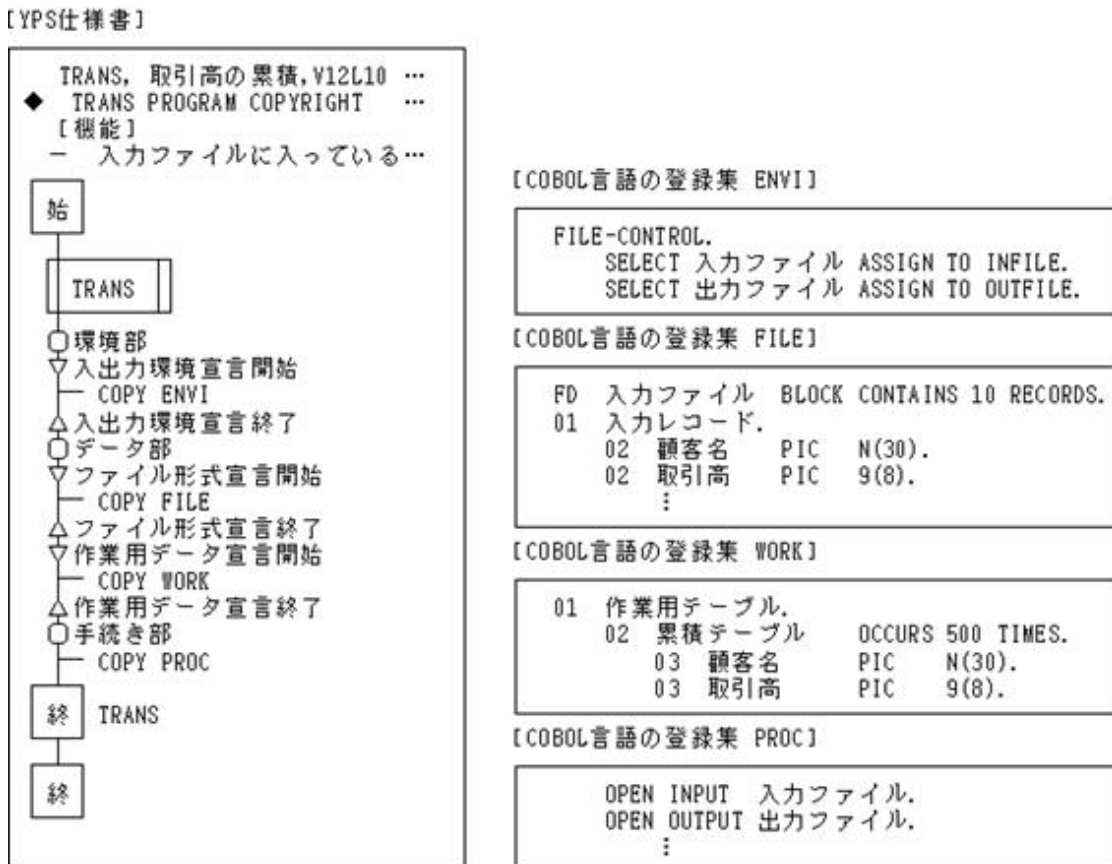 [YPS仕様書]
TRANS, 取引高の累積,V12L10 …
◆ TRANS PROGRAM COPYRIGHT …
[機能]
－ 入力ファイルに入っている…
始
TRANS
環境部
入出力環境宣言開始
COPY ENVI
入出力環境宣言終了
データ部
ファイル形式宣言開始
COPY FILE
ファイル形式宣言終了
作業用データ宣言開始
COPY WORK
作業用データ宣言終了
手続き部
COPY PROC
終 TRANS
終
[COBOL言語の登録集 ENVI]
FILE-CONTROL.
SELECT 入力ファイル ASSIGN TO INFILE.
SELECT 出力ファイル ASSIGN TO OUTFILE.
[COBOL言語の登録集 FILE]
FD 入力ファイル BLOCK CONTAINS 10 RECORDS.
01 入力レコード.
02 顧客名 PIC N(30).
02 取引高 PIC 9(8).
⋮
[COBOL言語の登録集 WORK]
01 作業用テーブル.
02 累積テーブル OCCURS 500 TIMES.
03 顧客名 PIC N(30).
03 取引高 PIC 9(8).
[COBOL言語の登録集 PROC]
OPEN INPUT 入力ファイル.
OPEN OUTPUT 出力ファイル.
⋮